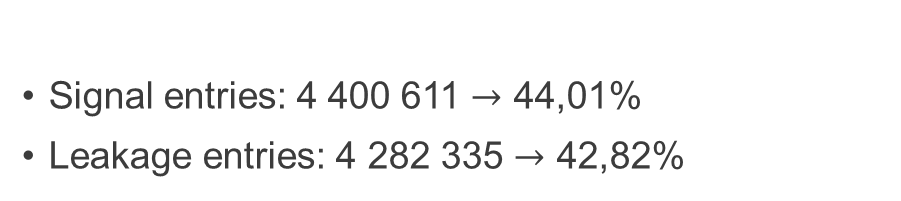 • Signal entries: 4 400 611 → 44,01%
• Leakage entries: 4 282 335 → 42,82%